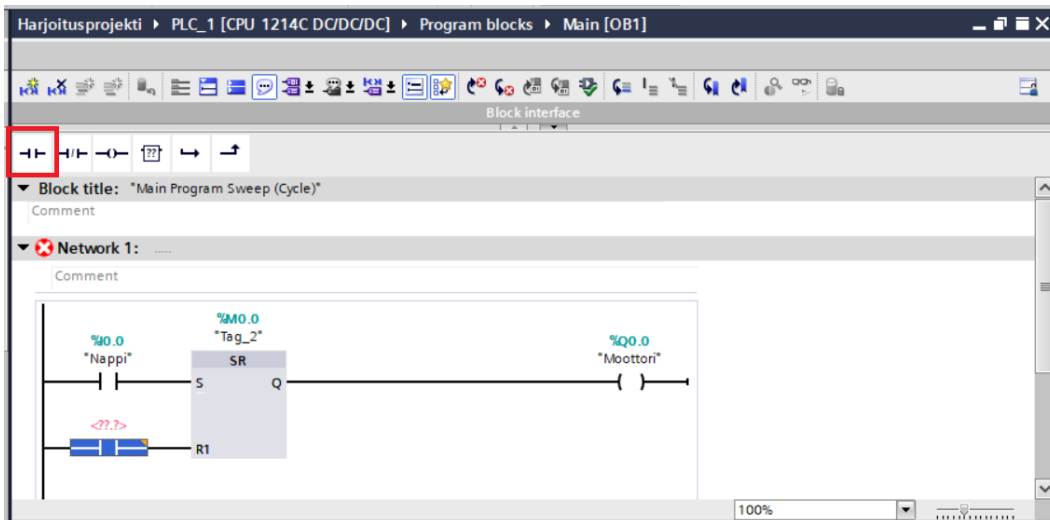 Harjoitusprojekti ▸ PLC_1 [CPU 1214C DC/DC/DC] ▸ Program blocks ▸ Main [OB1]
Block interface
??
Block title: "Main Program Sweep (Cycle)"
Comment
Network 1: .....
Comment
%M0.0
"Tag_2"
%I0.0
"Nappi"
SR
%Q0.0
"Moottori"
S
Q
<??.?>
R1
100%